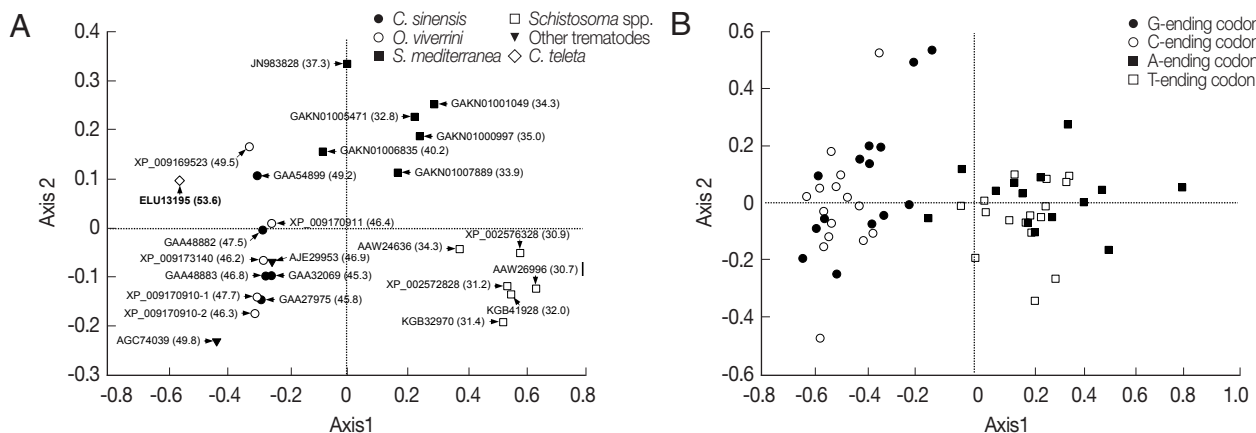 A
C. sinensis
O. viverrini
S. mediterranea
Schistosoma spp.
Other trematodes
C. teleta
0.4
0.3
0.2
0.1
0
-0.1
-0.2
-0.3
Axis 2
JN983828 (37.3)
GAKN01001049 (34.3)
GAKN01005471 (32.8)
GAKN01000997 (35.0)
GAKN01006835 (40.2)
GAKN01007889 (33.9)
XP_009169523 (49.5)
GAA54899 (49.2)
ELU13195 (53.6)
XP_009170911 (46.4)
GAA48882 (47.5)
XP_009173140 (46.2)
AJE29953 (46.9)
GAA48883 (46.8)
GAA32069 (45.3)
XP_009170910-1 (47.7)
GAA27975 (45.8)
XP_009170910-2 (46.3)
AGC74039 (49.8)
AAW24636 (34.3)
XP_002576328 (30.9)
AAW26996 (30.7)
XP_002572828 (31.2)
KGB41928 (32.0)
KGB32970 (31.4)
-0.8 -0.6 -0.4 -0.2 0 0.2 0.4 0.6 0.8
Axis1
B
G-ending codon
C-ending codon
A-ending codon
T-ending codon
0.6
0.4
0.2
0
-0.2
-0.4
-0.6
Axis 2
-0.8 -0.6 -0.4 -0.2 0 0.2 0.4 0.6 0.8 1.0
Axis1